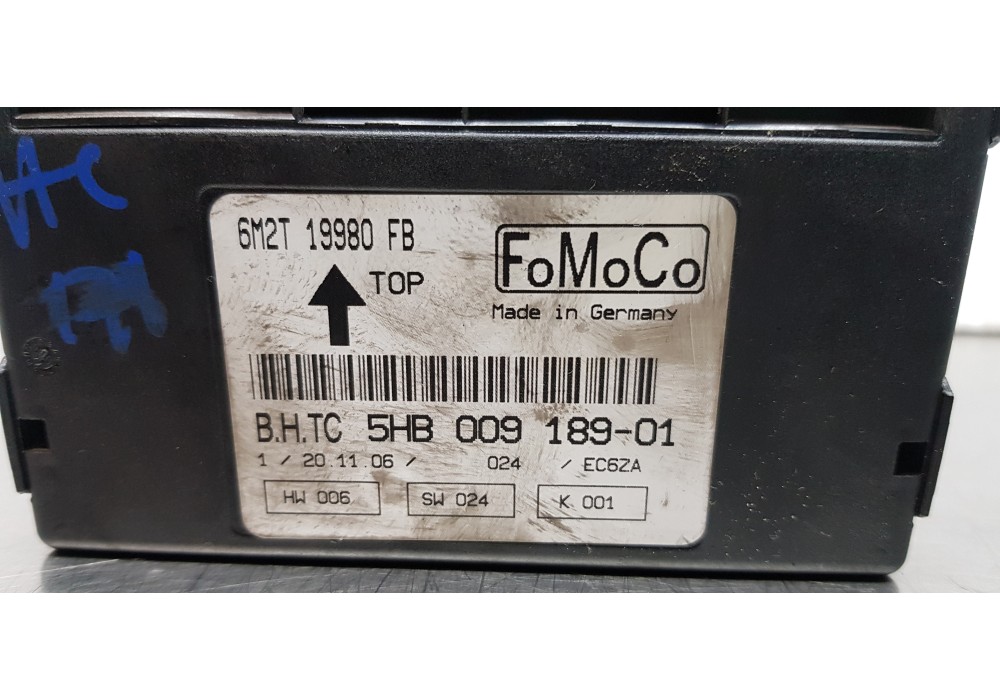 6M2T 19980 FB
TOP
FoMoCo
Made in Germany
B.H.TC 5HB 009 189-01
1 / 20.11.06 / 024 / EC6ZA
HW 006 SW 024 K 001